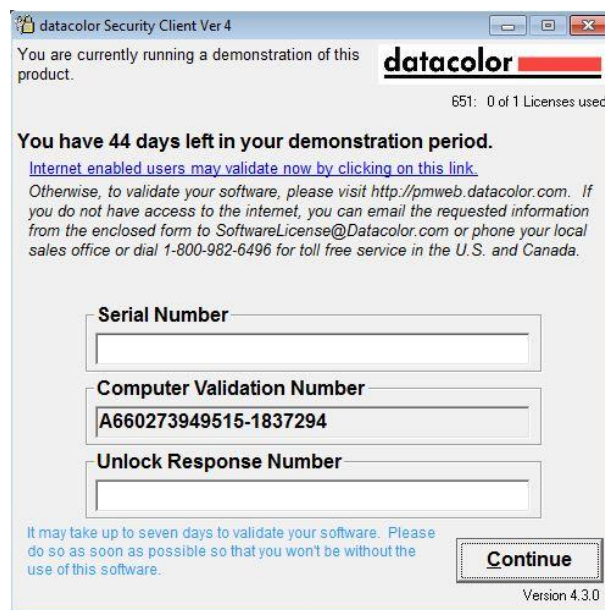 datacolor Security Client Ver 4
You are currently running a demonstration of this
product.
datacolor
651: 0 of 1 Licenses used
You have 44 days left in your demonstration period.
Internet enabled users may validate now by clicking on this link.
Otherwise, to validate your software, please visit http://pmweb.datacolor.com. If
you do not have access to the internet, you can email the requested information
from the enclosed form to SoftwareLicense@Datacolor.com or phone your local
sales office or dial 1-800-982-6496 for toll free service in the U.S. and Canada.
Serial Number
Computer Validation Number
A660273949515-1837294
Unlock Response Number
It may take up to seven days to validate your software. Please
do so as soon as possible so that you won't be without the
use of this software.
Continue
Version 4.3.0